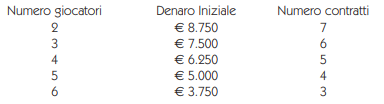 Numero giocatori Denaro Iniziale Numero contratti
2 € 8.750 7
3 € 7.500 6
4 € 6.250 5
5 € 5.000 4
6 € 3.750 3